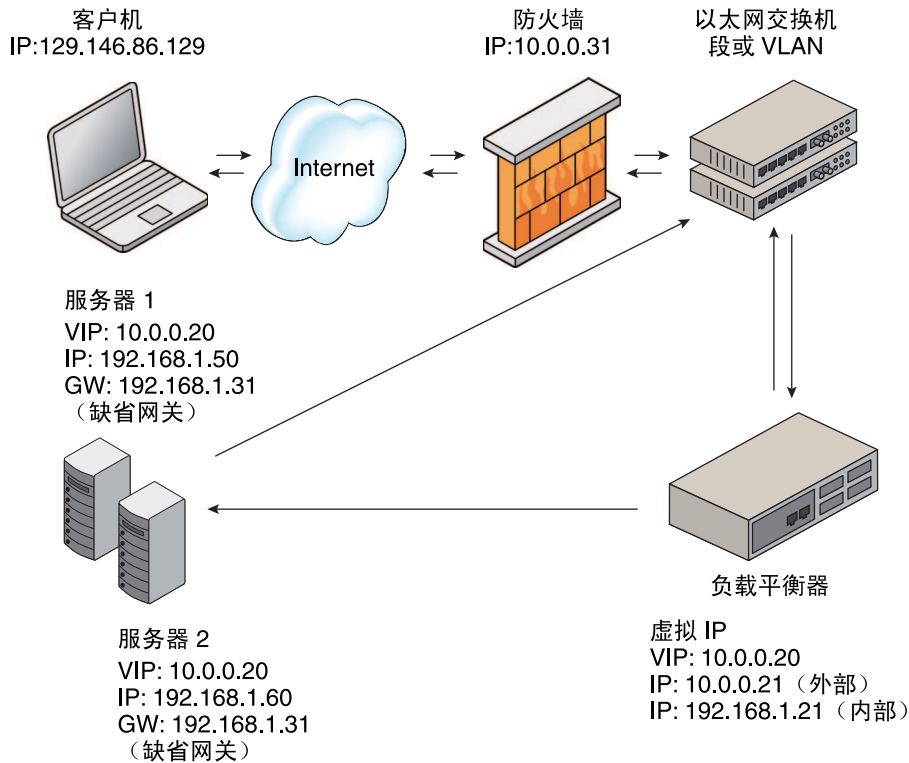 客户机
IP:129.146.86.129
防火墙
IP:10.0.0.31
以太网交换机
段或 VLAN
Internet
服务器 1
VIP: 10.0.0.20
IP: 192.168.1.50
GW: 192.168.1.31
（缺省网关）
负载平衡器
虚拟 IP
VIP: 10.0.0.20
IP: 10.0.0.21（外部）
IP: 192.168.1.21（内部）
服务器 2
VIP: 10.0.0.20
IP: 192.168.1.60
GW: 192.168.1.31
（缺省网关）